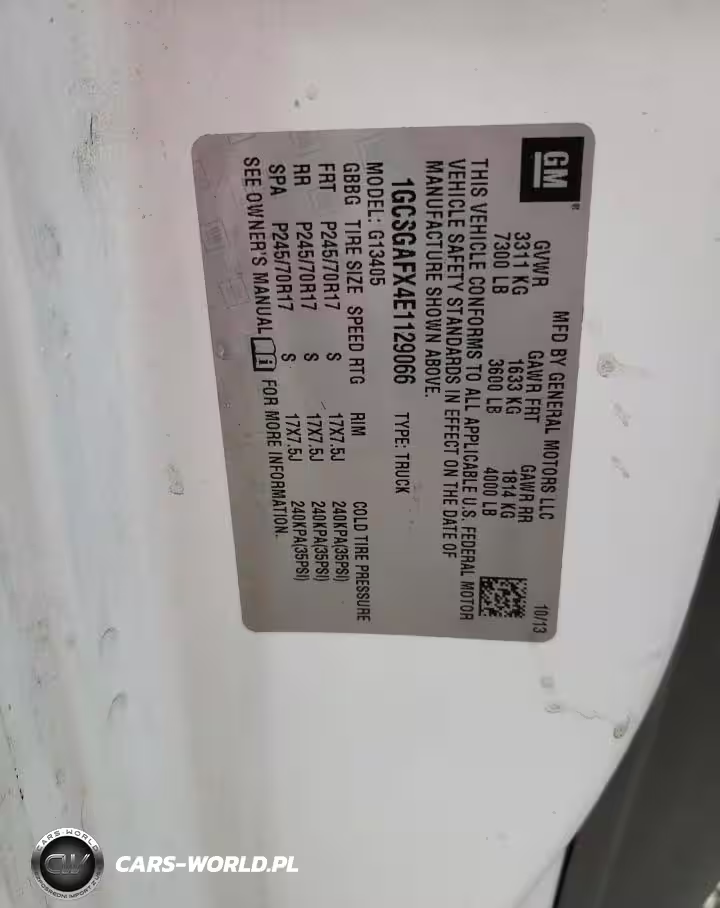 GM®
MFD BY GENERAL MOTORS LLC
10/13
GVWR GAWR FRT GAWR RR
3311 KG 1633 KG 1814 KG
7300 LB 3600 LB 4000 LB
THIS VEHICLE CONFORMS TO ALL APPLICABLE U.S. FEDERAL MOTOR
VEHICLE SAFETY STANDARDS IN EFFECT ON THE DATE OF
MANUFACTURE SHOWN ABOVE.
1GCSGAFX4E1129066 TYPE: TRUCK
MODEL: G13405
GBBG TIRE SIZE SPEED RTG RIM COLD TIRE PRESSURE
FRT P245/70R17 S 17X7.5J 240KPA(35PSI)
RR P245/70R17 S 17X7.5J 240KPA(35PSI)
SPA P245/70R17 S 17X7.5J 240KPA(35PSI)
SEE OWNER'S MANUAL FOR MORE INFORMATION.
CARS-WORLD
CW
CARS-WORLD.PL